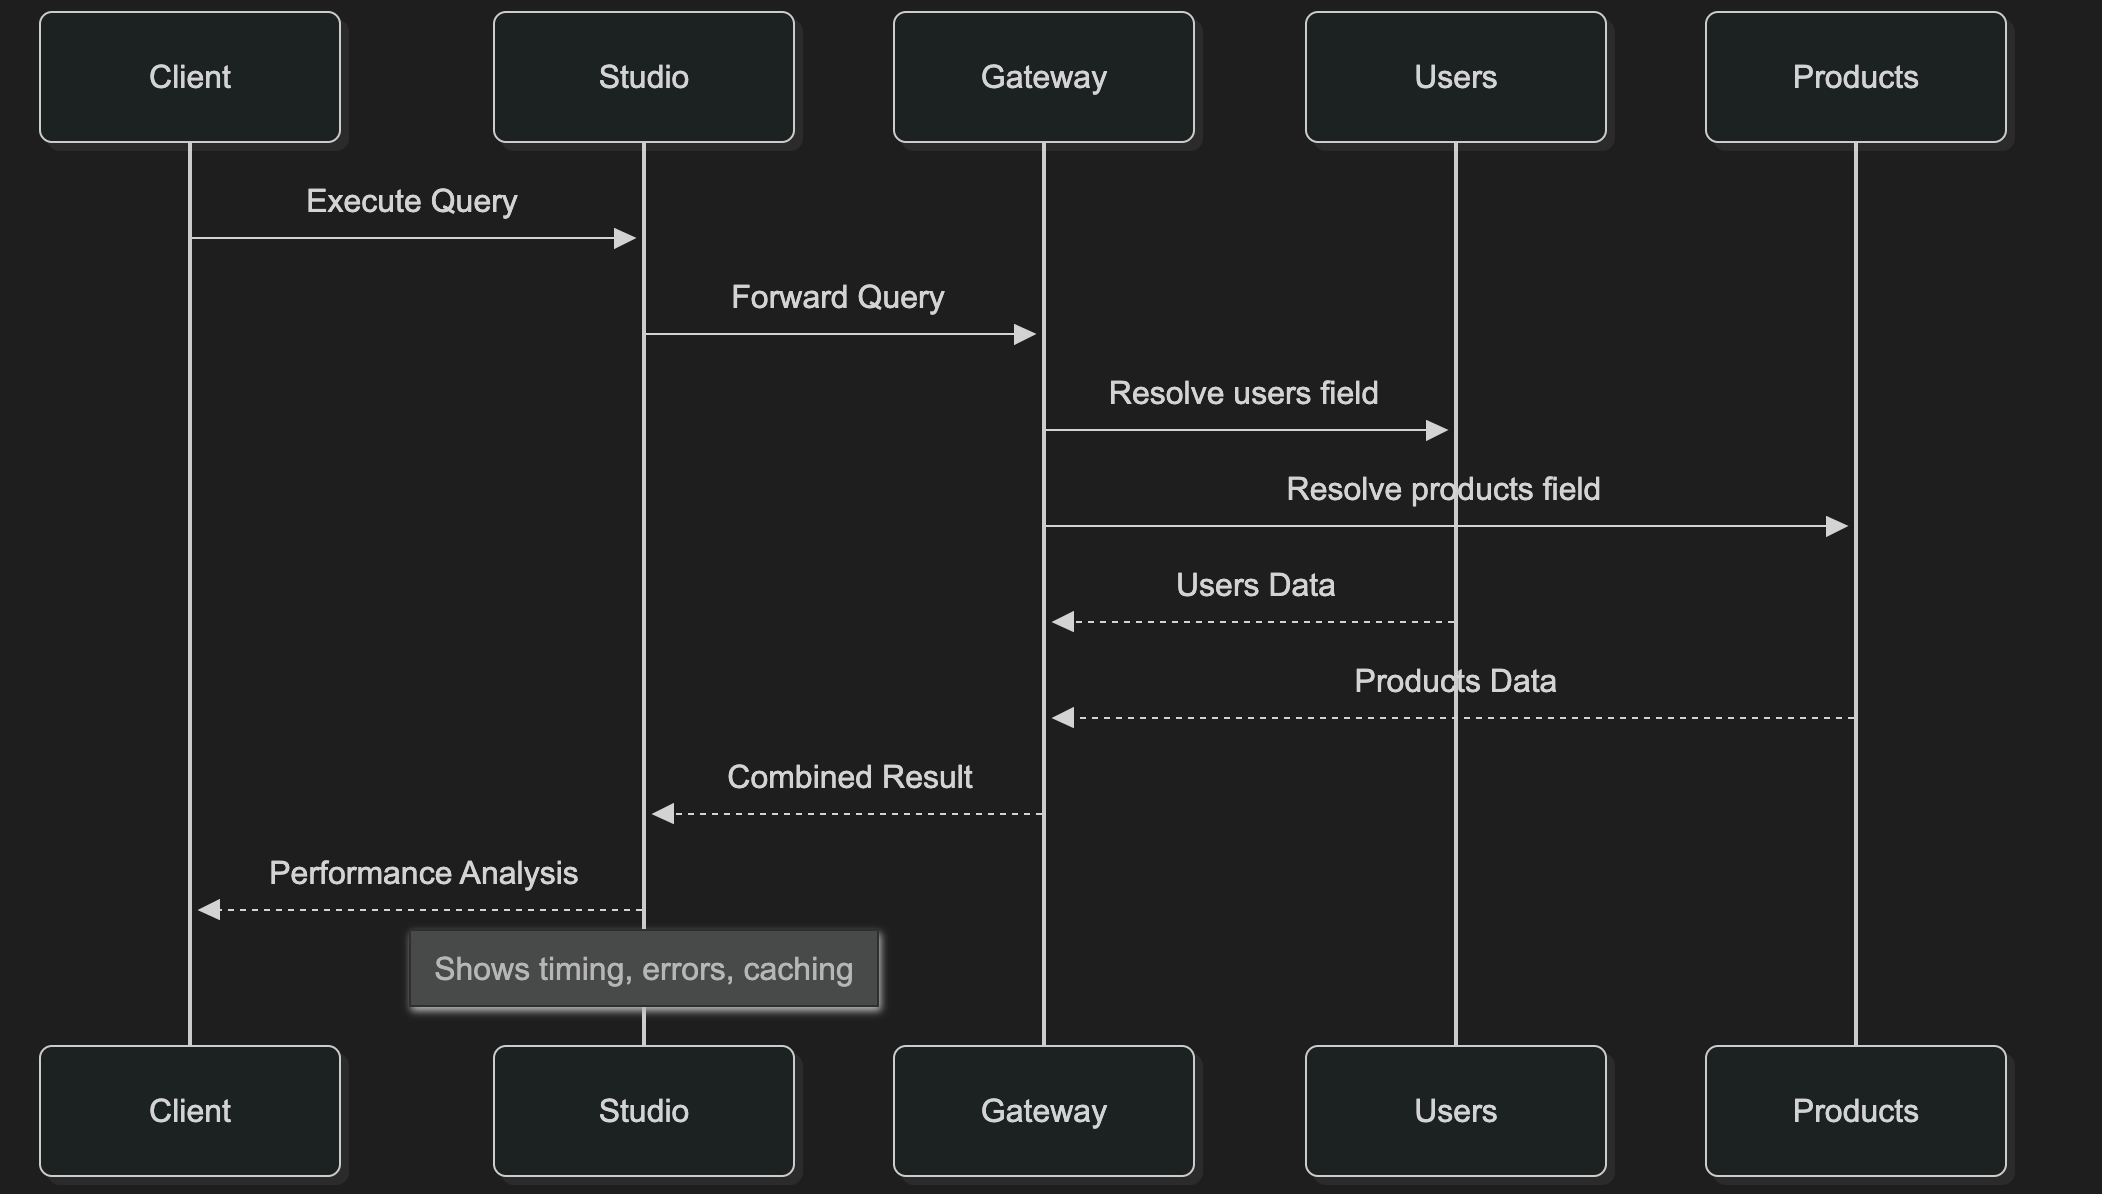 Client
Studio
Gateway
Users
Products
Execute Query
Forward Query
Resolve users field
Resolve products field
Users Data
Products Data
Combined Result
Performance Analysis
Shows timing, errors, caching
Client
Studio
Gateway
Users
Products